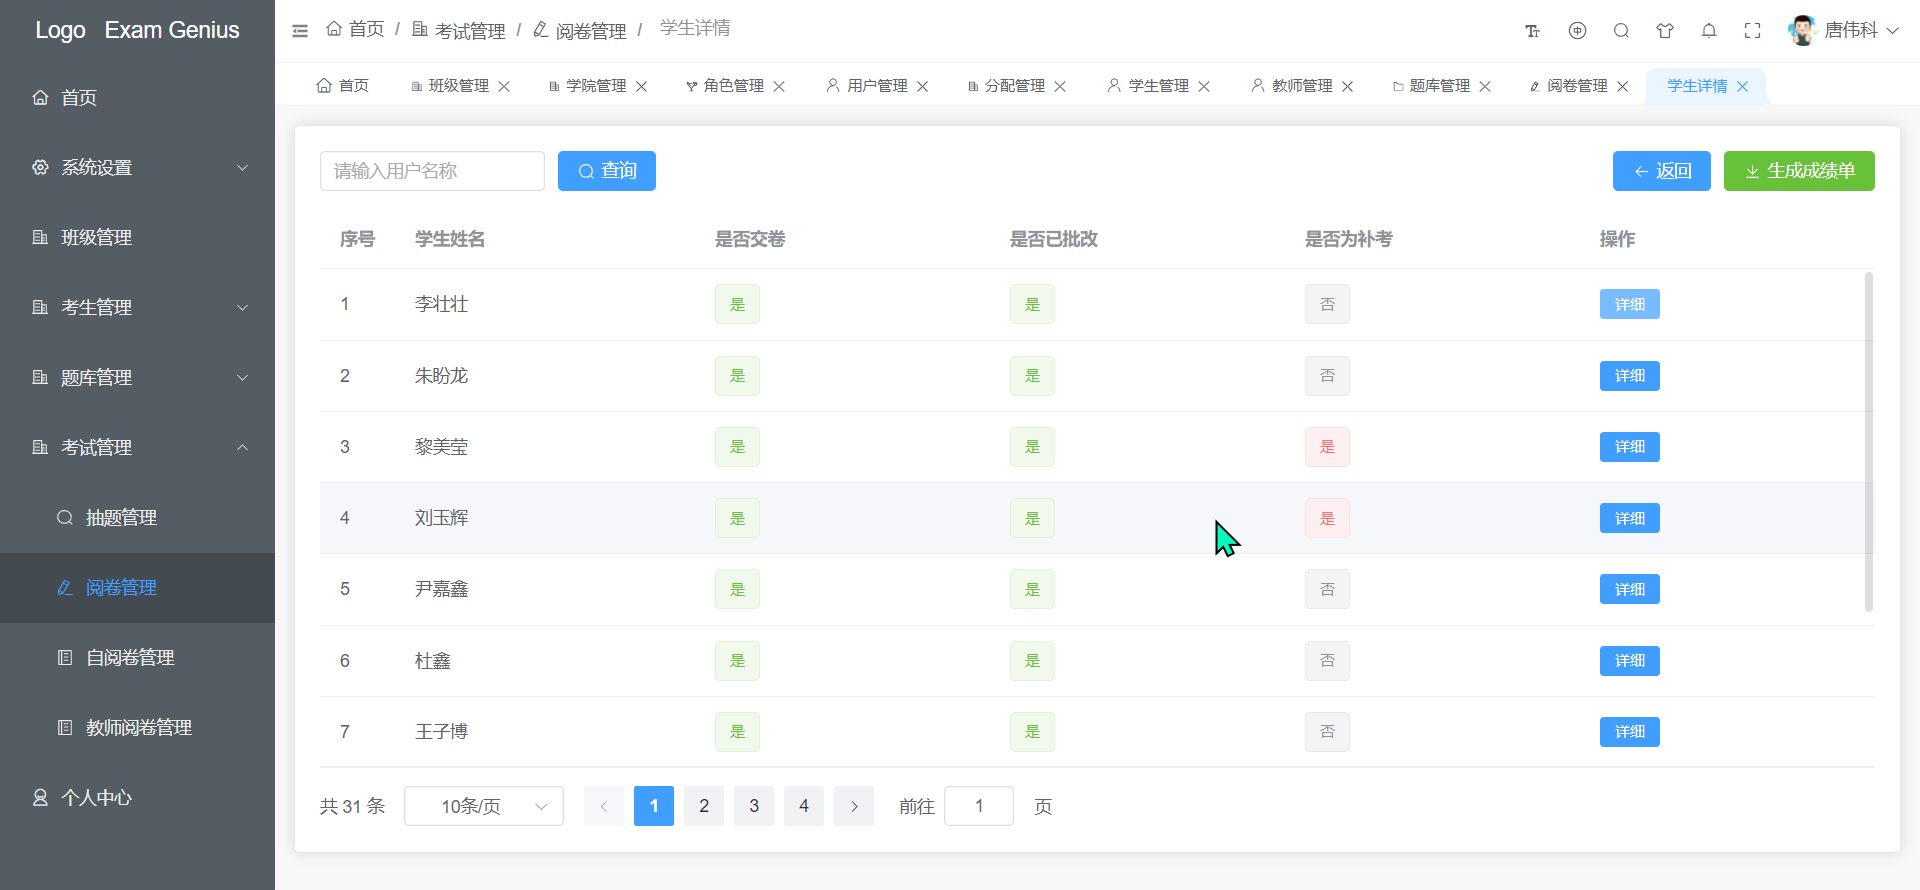 Logo Exam Genius
首页 / 考试管理 / 阅卷管理 / 学生详情
唐伟科
首页 班级管理 学院管理 角色管理 用户管理 分配管理 学生管理 教师管理 题库管理 阅卷管理 学生详情
首页
系统设置
班级管理
考生管理
题库管理
考试管理
抽题管理
阅卷管理
自阅卷管理
教师阅卷管理
个人中心
请输入用户名称 查询 返回 生成成绩单
序号 学生姓名 是否交卷 是否已批改 是否为补考 操作
1 李壮壮 是 是 否 详细
2 朱盼龙 是 是 否 详细
3 黎美莹 是 是 是 详细
4 刘玉辉 是 是 是 详细
5 尹嘉鑫 是 是 否 详细
6 杜鑫 是 是 否 详细
7 王子博 是 是 否 详细
共 31 条 10条/页 1 2 3 4 前往 1 页